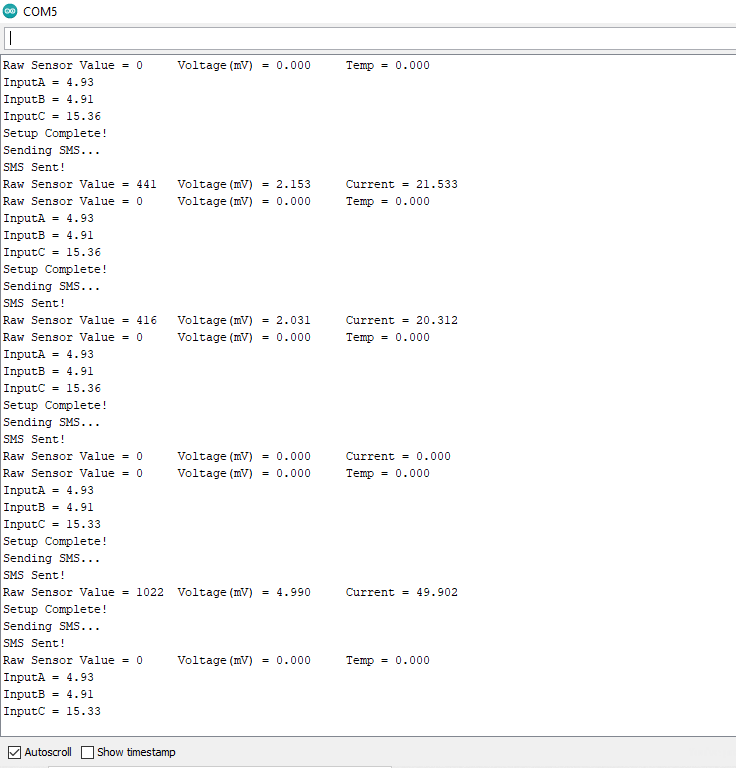 COM5
Raw Sensor Value = 0 Voltage(mV) = 0.000 Temp = 0.000
InputA = 4.93
InputB = 4.91
InputC = 15.36
Setup Complete!
Sending SMS...
SMS Sent!
Raw Sensor Value = 441 Voltage(mV) = 2.153 Current = 21.533
Raw Sensor Value = 0 Voltage(mV) = 0.000 Temp = 0.000
InputA = 4.93
InputB = 4.91
InputC = 15.36
Setup Complete!
Sending SMS...
SMS Sent!
Raw Sensor Value = 416 Voltage(mV) = 2.031 Current = 20.312
Raw Sensor Value = 0 Voltage(mV) = 0.000 Temp = 0.000
InputA = 4.93
InputB = 4.91
InputC = 15.36
Setup Complete!
Sending SMS...
SMS Sent!
Raw Sensor Value = 0 Voltage(mV) = 0.000 Current = 0.000
Raw Sensor Value = 0 Voltage(mV) = 0.000 Temp = 0.000
InputA = 4.93
InputB = 4.91
InputC = 15.33
Setup Complete!
Sending SMS...
SMS Sent!
Raw Sensor Value = 1022 Voltage(mV) = 4.990 Current = 49.902
Setup Complete!
Sending SMS...
SMS Sent!
Raw Sensor Value = 0 Voltage(mV) = 0.000 Temp = 0.000
InputA = 4.93
InputB = 4.91
InputC = 15.33
Autoscroll Show timestamp